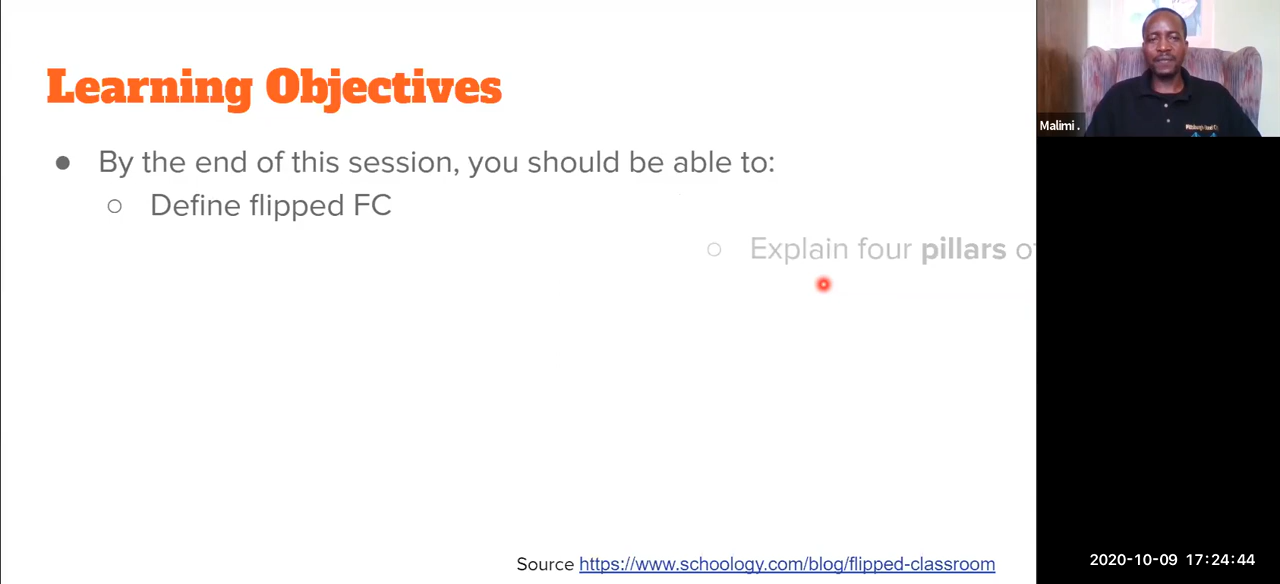 Learning Objectives
● By the end of this session, you should be able to:
○ Define flipped FC
○ Explain four pillars of
Source https://www.schoology.com/blog/flipped-classroom
Malimi .
2020-10-09 17:24:44